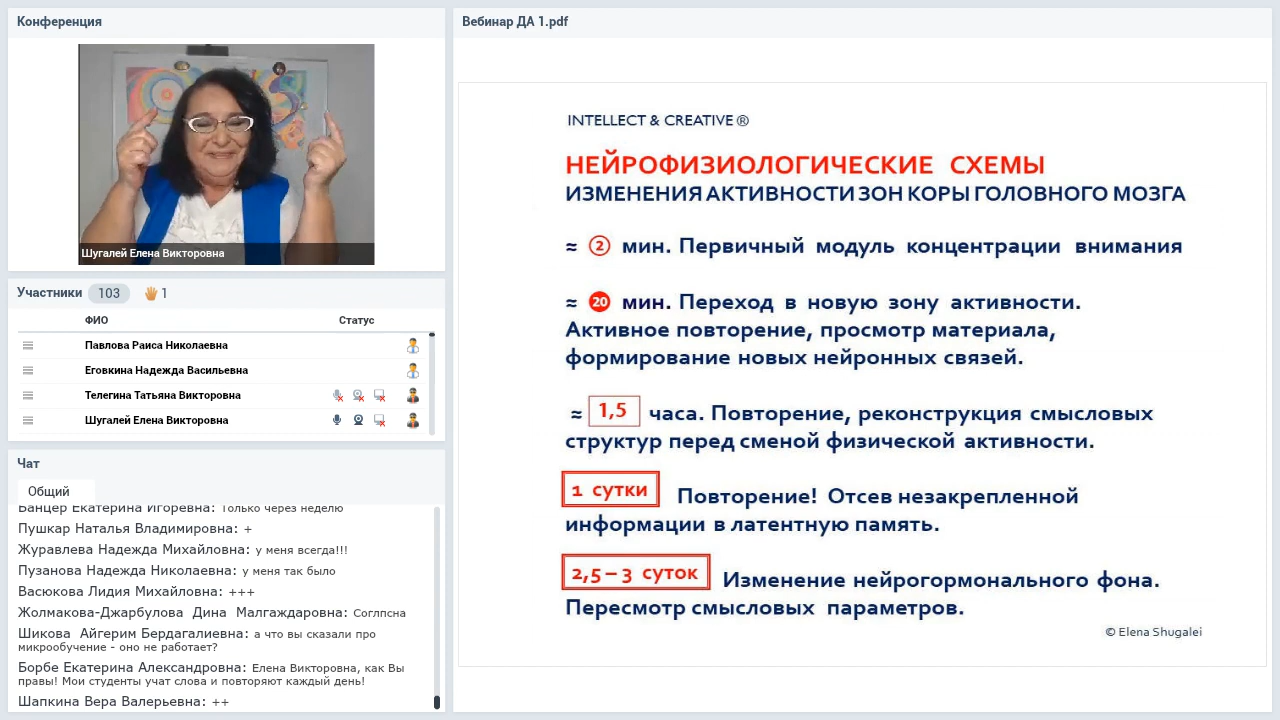 Конференция
Шугалей Елена Викторовна
Участники 103 1
ФИО Статус
Павлова Раиса Николаевна
Еговкина Надежда Васильевна
Телегина Татьяна Викторовна
Шугалей Елена Викторовна
Чат
Общий
Банцер Екатерина Игоревна: Только через неделю
Пушкар Наталья Владимировна: +
Журавлева Надежда Михайловна: у меня всегда!!!
Пузанова Надежда Николаевна: у меня так было
Васюкова Лидия Михайловна: +++
Жолмакова-Джарбулова Дина Малгаждаровна: Соглпсна
Шикова Айгерим Бердагалиевна: а что вы сказали про
микрообучение - оно не работает?
Борбе Екатерина Александровна: Елена Викторовна, как Вы
правы! Мои студенты учат слова и повторяют каждый день!
Шапкина Вера Валерьевна: ++
Вебинар ДА 1.pdf
INTELLECT & CREATIVE ®
НЕЙРОФИЗИОЛОГИЧЕСКИЕ СХЕМЫ
ИЗМЕНЕНИЯ АКТИВНОСТИ ЗОН КОРЫ ГОЛОВНОГО МОЗГА
≈ 2 мин. Первичный модуль концентрации внимания
≈ 20 мин. Переход в новую зону активности.
Активное повторение, просмотр материала,
формирование новых нейронных связей.
≈ 1,5 часа. Повторение, реконструкция смысловых
структур перед сменой физической активности.
1 сутки Повторение! Отсев незакрепленной
информации в латентную память.
2,5 – 3 суток Изменение нейрогормонального фона.
Пересмотр смысловых параметров.
© Elena Shugalei